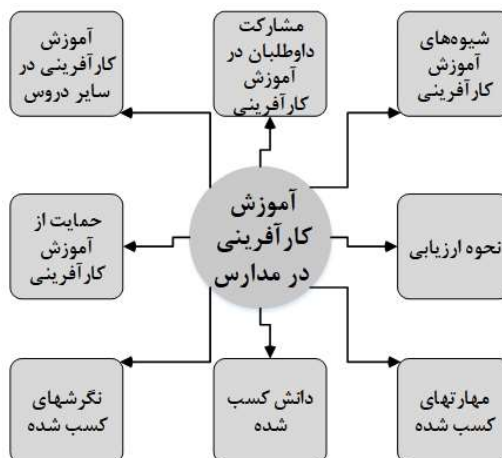 شیوه‌های
آموزش
کارآفرینی
مشارکت
داوطلبان در
آموزش
کارآفرینی
آموزش
کارآفرینی در
سایر دروس
نحوه ارزیابی
آموزش
کارآفرینی
در مدارس
حمایت از
آموزش
کارآفرینی
مهارتهای
کسب شده
دانش کسب
شده
نگرشهای
کسب شده